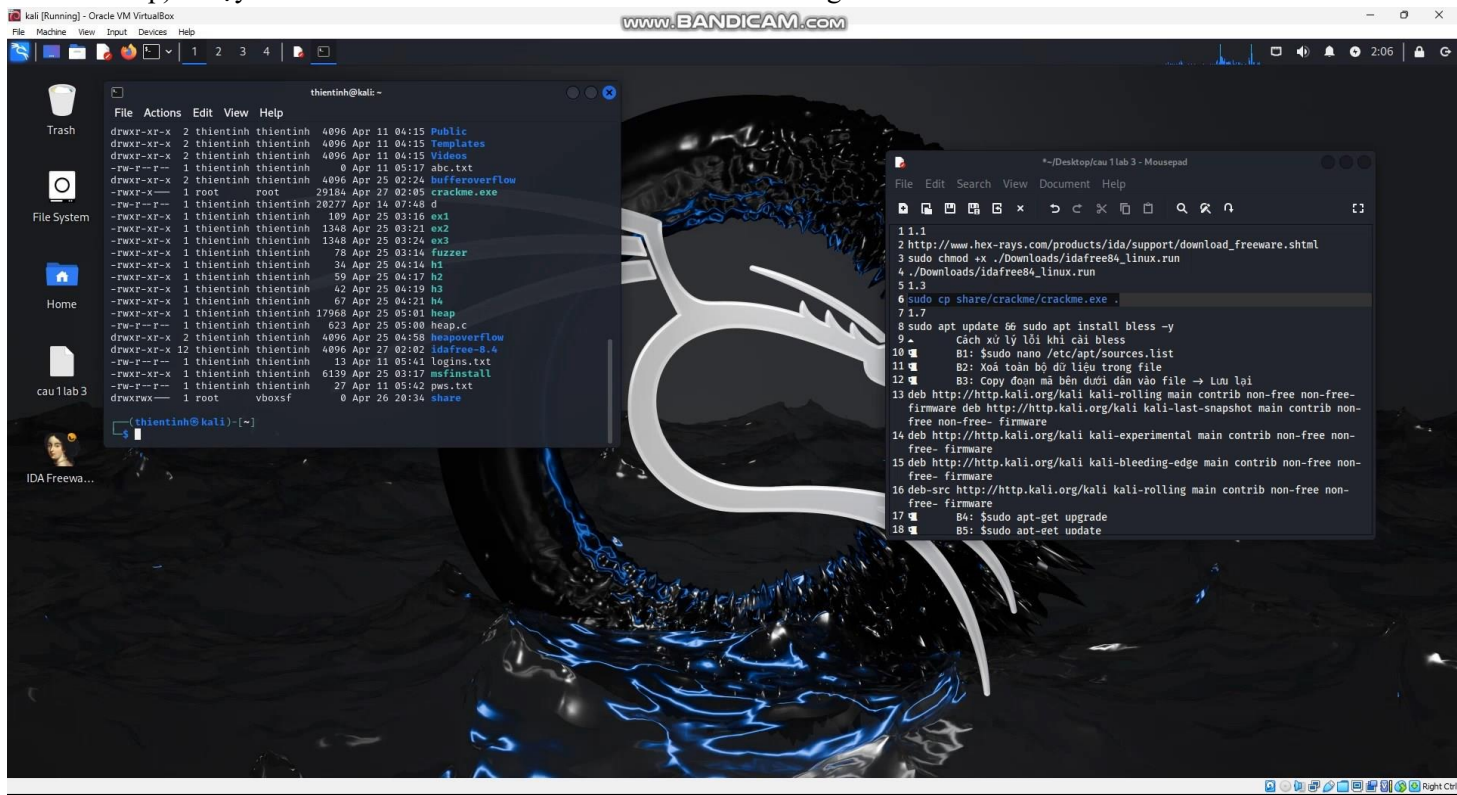 kali [Running] - Oracle VM VirtualBox
www.BANDICAM.com
File Machine View Input Devices Help
1 2 3 4
2:06
Trash
File System
Home
cau 1 lab 3
IDA Freewa...
thientinh@kali: ~
File Actions Edit View Help
drwxr-xr-x 2 thientinh thientinh 4096 Apr 11 04:15 Public
drwxr-xr-x 2 thientinh thientinh 4096 Apr 11 04:15 Templates
drwxr-xr-x 2 thientinh thientinh 4096 Apr 11 04:15 Videos
-rw-r--r-- 1 thientinh thientinh 0 Apr 11 05:17 abc.txt
drwxr-xr-x 2 thientinh thientinh 4096 Apr 25 02:24 bufferoverflow
-rwxr-x--- 1 root root 29184 Apr 27 02:05 crackme.exe
-rw-r--r-- 1 thientinh thientinh 20277 Apr 14 07:48 d
-rwxr-xr-x 1 thientinh thientinh 109 Apr 25 03:16 ex1
-rwxr-xr-x 1 thientinh thientinh 1348 Apr 25 03:21 ex2
-rwxr-xr-x 1 thientinh thientinh 1348 Apr 25 03:24 ex3
-rwxr-xr-x 1 thientinh thientinh 78 Apr 25 03:14 fuzzer
-rwxr-xr-x 1 thientinh thientinh 34 Apr 25 04:14 h1
-rwxr-xr-x 1 thientinh thientinh 59 Apr 25 04:17 h2
-rwxr-xr-x 1 thientinh thientinh 42 Apr 25 04:19 h3
-rwxr-xr-x 1 thientinh thientinh 67 Apr 25 04:21 h4
-rwxr-xr-x 1 thientinh thientinh 17968 Apr 25 05:01 heap
-rw-r--r-- 1 thientinh thientinh 623 Apr 25 05:00 heap.c
drwxr-xr-x 2 thientinh thientinh 4096 Apr 25 04:58 heapoverflow
drwxr-xr-x 12 thientinh thientinh 4096 Apr 27 02:02 idafree-8.4
-rw-r--r-- 1 thientinh thientinh 13 Apr 11 05:41 logins.txt
-rwxr-xr-x 1 thientinh thientinh 6139 Apr 25 03:17 msfinstall
-rw-r--r-- 1 thientinh thientinh 27 Apr 11 05:42 pws.txt
drwxrwx--- 1 root vboxsf 0 Apr 26 20:34 share
(thientinh㉿kali)-[~]
$
*~/Desktop/cau 1 lab 3 - Mousepad
File Edit Search View Document Help
1 1.1
2 http://www.hex-rays.com/products/ida/support/download_freeware.shtml
3 sudo chmod +x ./Downloads/idafree84_linux.run
4 ./Downloads/idafree84_linux.run
5 1.3
6 sudo cp share/crackme/crackme.exe .
7 1.7
8 sudo apt update && sudo apt install bless -y
9 Cách xử lý lỗi khi cài bless
10 B1: $sudo nano /etc/apt/sources.list
11 B2: Xoá toàn bộ dữ liệu trong file
12 B3: Copy đoạn mã bên dưới dán vào file → Lưu lại
13 deb http://http.kali.org/kali kali-rolling main contrib non-free non-free-
firmware deb http://http.kali.org/kali kali-last-snapshot main contrib non-
free non-free- firmware
14 deb http://http.kali.org/kali kali-experimental main contrib non-free non-
free- firmware
15 deb http://http.kali.org/kali kali-bleeding-edge main contrib non-free non-
free- firmware
16 deb-src http://http.kali.org/kali kali-rolling main contrib non-free non-
free- firmware
17 B4: $sudo apt-get upgrade
18 B5: $sudo apt-get update
Right Ctrl